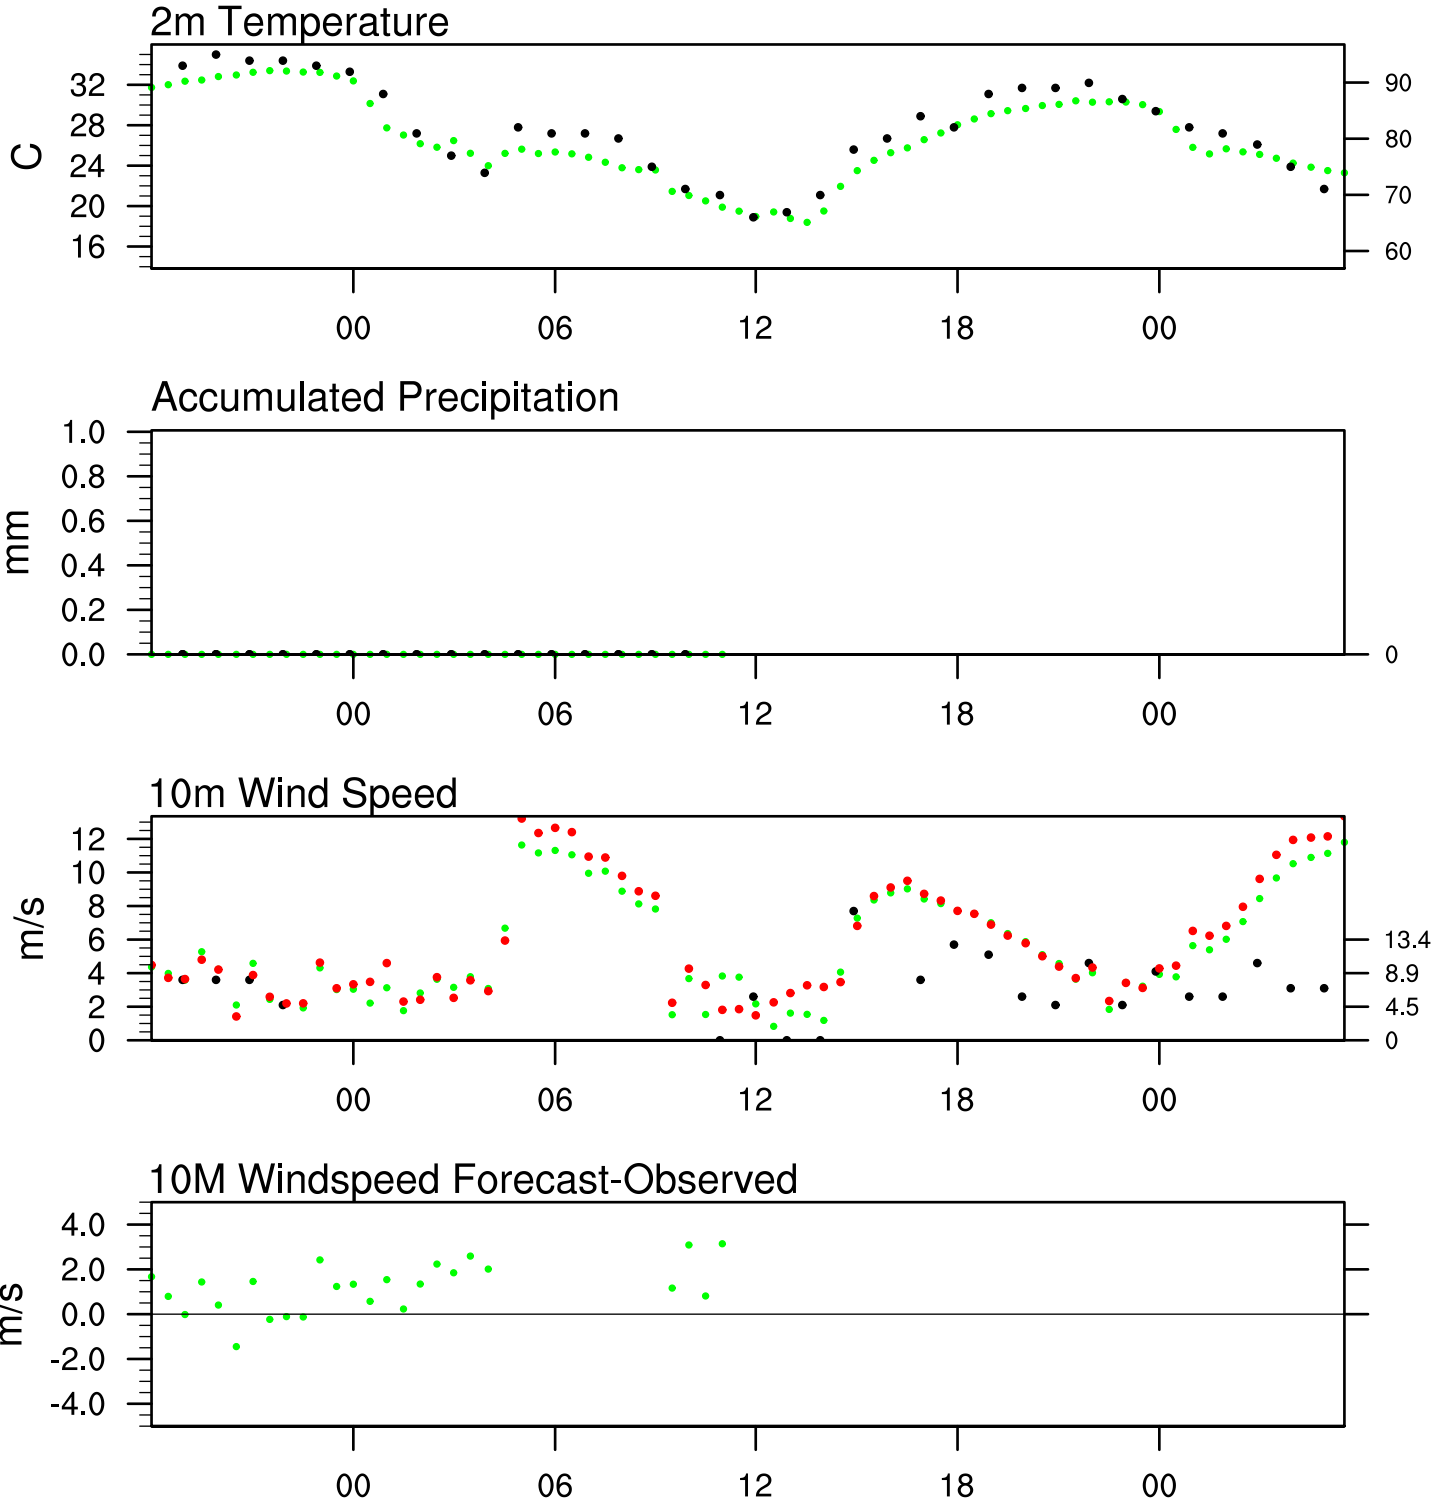 2m Temperature
C
32
28
24
20
16
90
80
70
60
00 06 12 18 00
Accumulated Precipitation
mm
1.0
0.8
0.6
0.4
0.2
0.0
0
00 06 12 18 00
10m Wind Speed
m/s
12
10
8
6
4
2
0
13.4
8.9
4.5
0
00 06 12 18 00
10M Windspeed Forecast-Observed
m/s
4.0
2.0
0.0
-2.0
-4.0
00 06 12 18 00